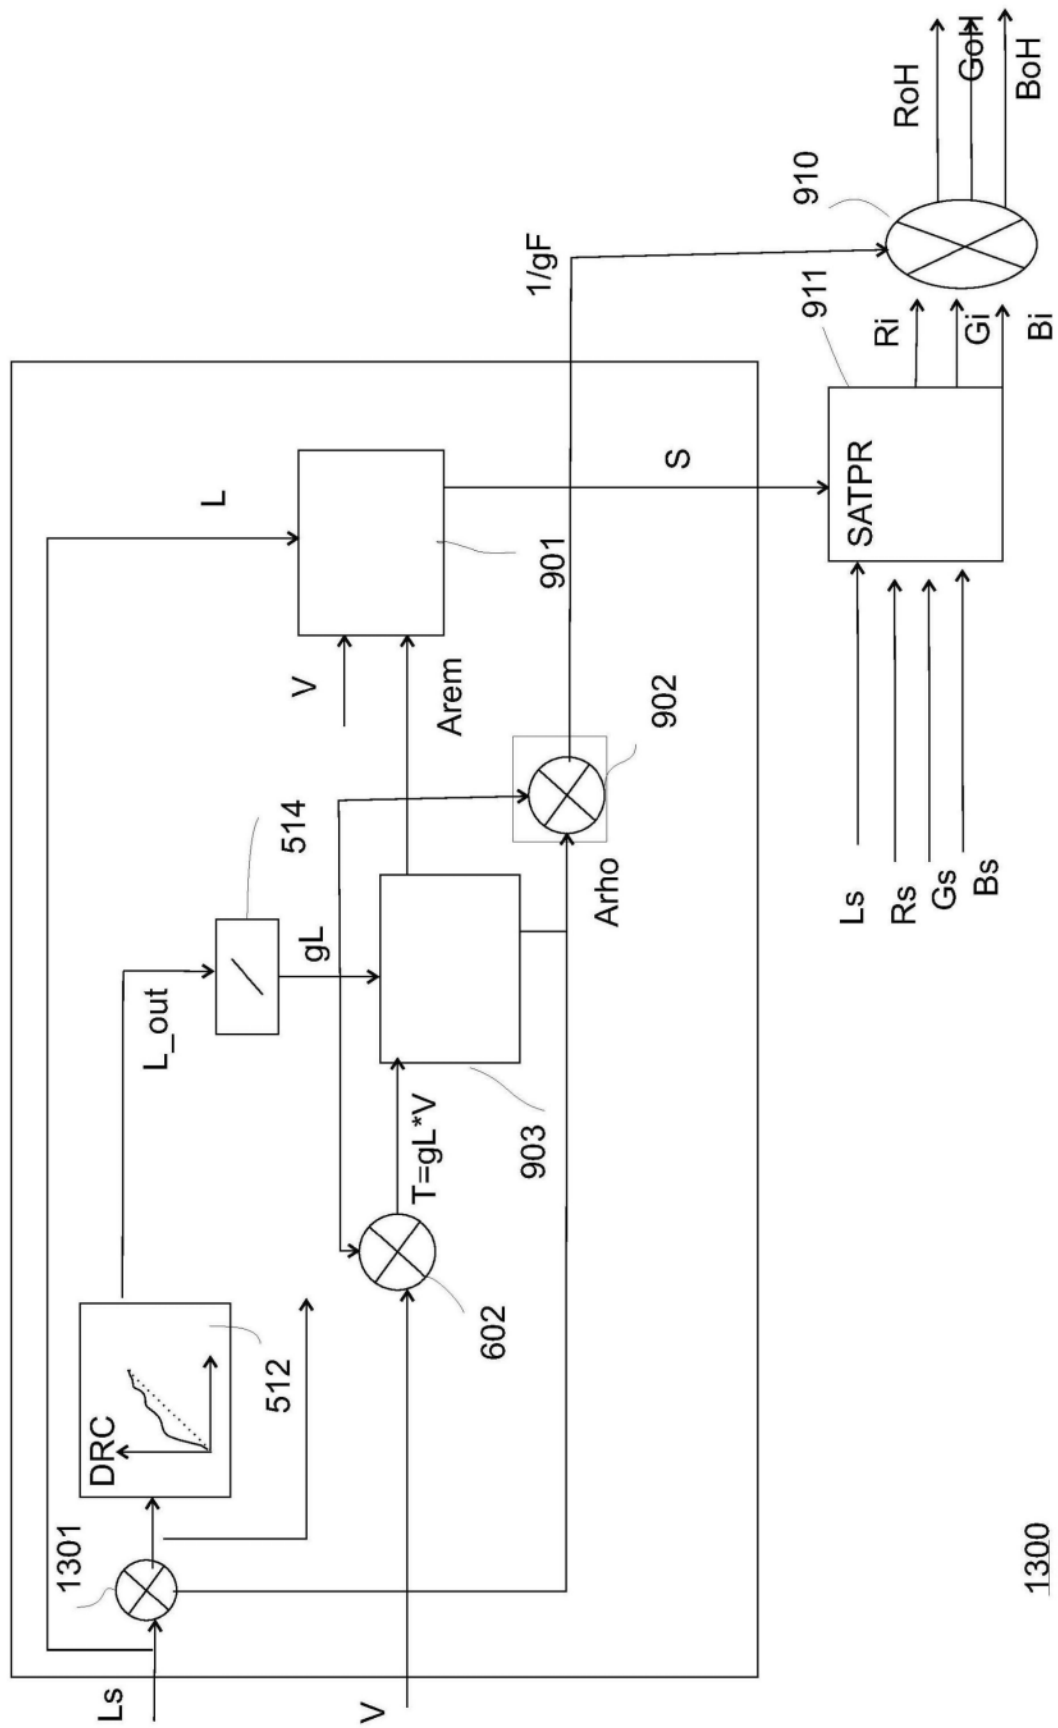 Ls
1301
DRC
512
L_out
514
gL
L
V
602
T=gL*V
903
V
Arem
901
Arho
902
S
1/gF
Ls
Rs
Gs
Bs
SATPR
911
Ri
Gi
Bi
910
RoH
GoH
BoH
1300